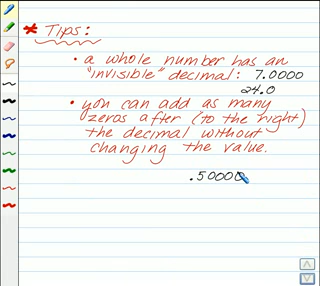 * Tips:
• a whole number has an
"invisible" decimal: 7.0000
24.0
• you can add as many
zeros after (to the right)
the decimal without
changing the value.
.50000